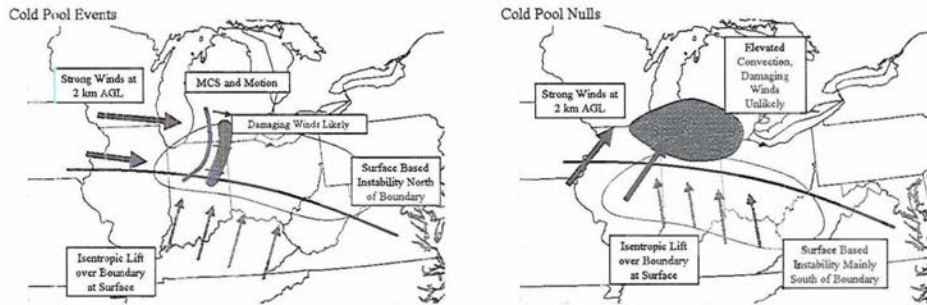 Cold Pool Events
Strong Winds at
2 km AGL
MCS and Motion
Damaging Winds Likely
Surface Based
Instability North
of Boundary
Isentropic Lift
over Boundary
at Surface
Cold Pool Nulls
Strong Winds at
2 km AGL
Elevated
Convection,
Damaging
Winds
Unlikely
Isentropic Lift
over Boundary
at Surface
Surface Based
Instability Mainly
South of Boundary